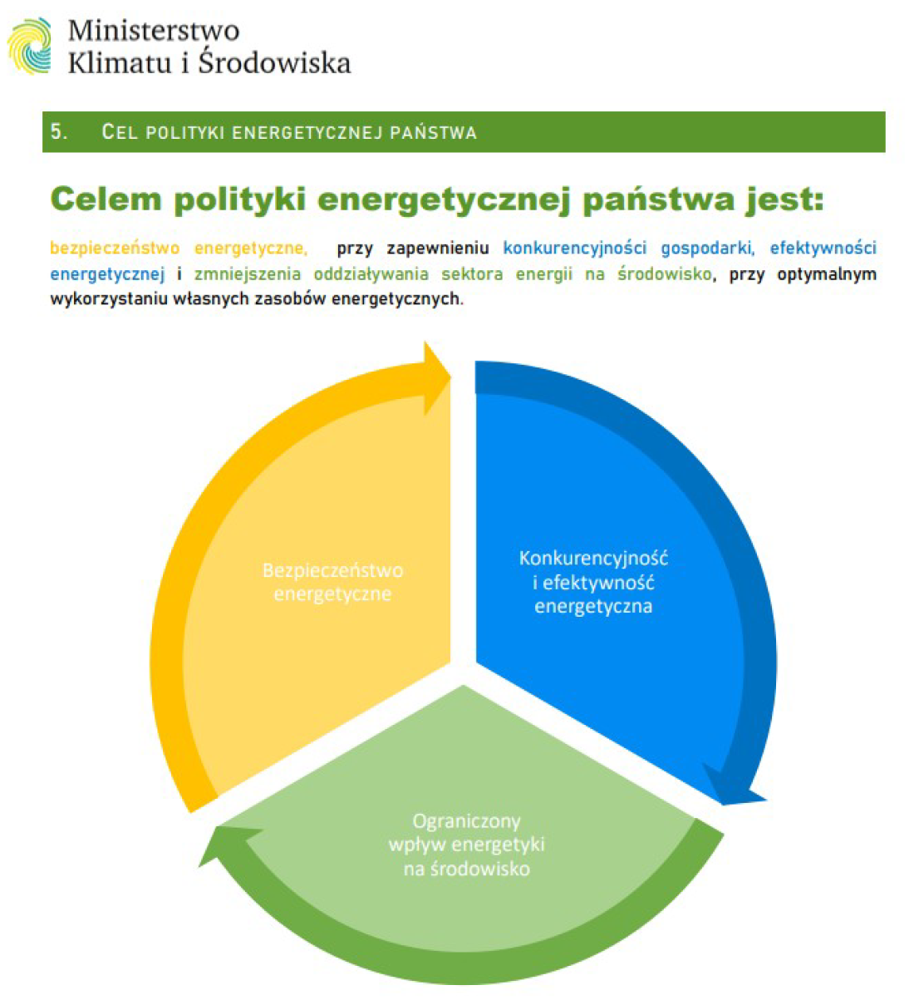 Ministerstwo
Klimatu i Środowiska
5. CEL POLITYKI ENERGETYCZNEJ PAŃSTWA
Celem polityki energetycznej państwa jest:
bezpieczeństwo energetyczne, przy zapewnieniu konkurencyjności gospodarki, efektywności
energetycznej i zmniejszenia oddziaływania sektora energii na środowisko, przy optymalnym
wykorzystaniu własnych zasobów energetycznych.
Bezpieczeństwo
energetyczne
Konkurencyjność
i efektywność
energetyczna
Ograniczony
wpływ energetyki
na środowisko